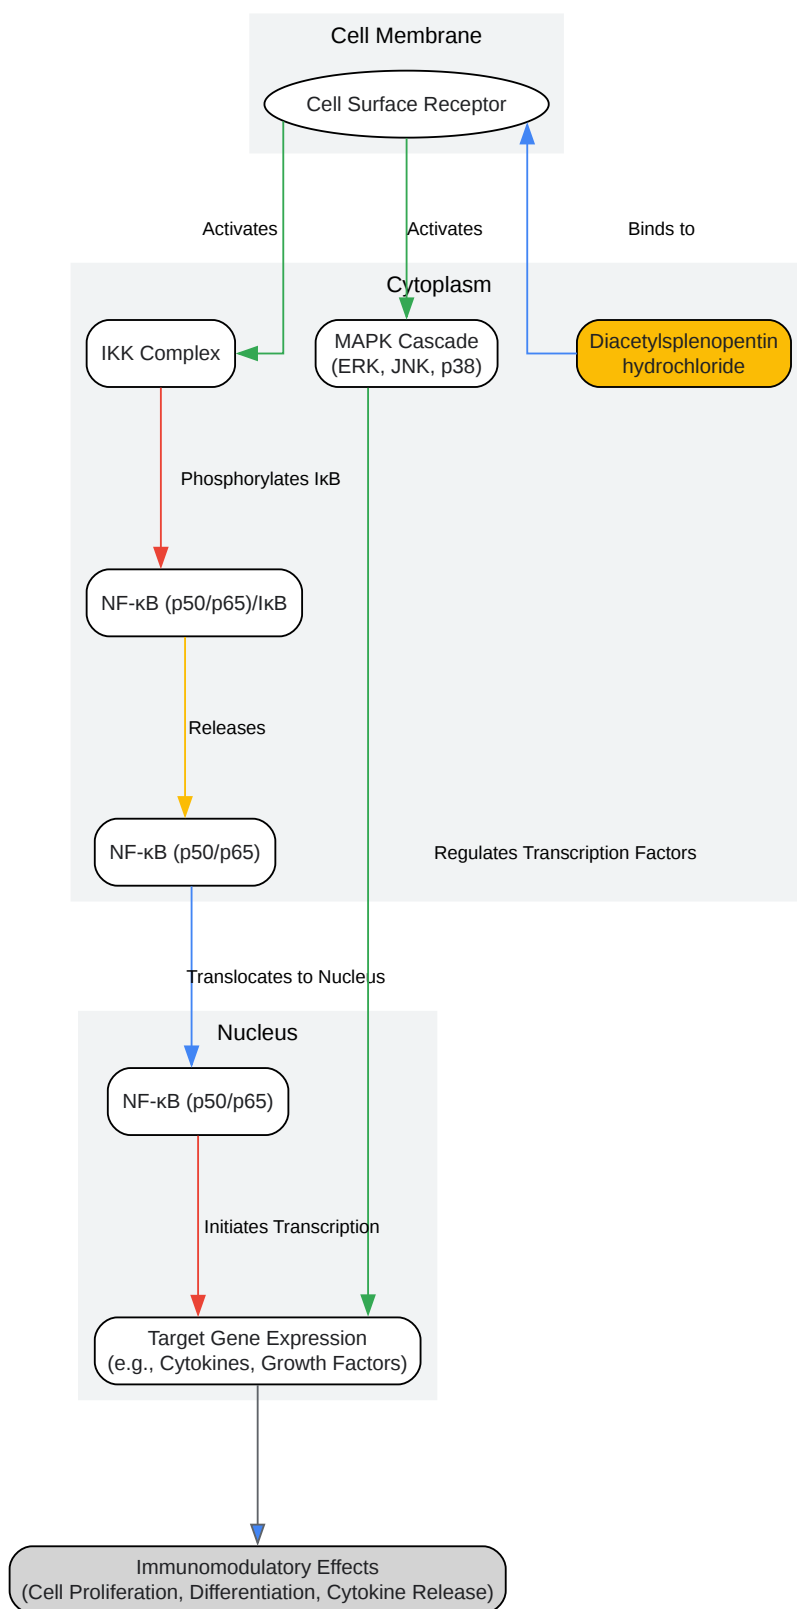 Cell Membrane
Cell Surface Receptor
Activates
Activates
Binds to
Cytoplasm
IKK Complex
MAPK Cascade
(ERK, JNK, p38)
Diacetylsplenopentin
hydrochloride
Phosphorylates IκB
NF-κB (p50/p65)/IκB
Releases
NF-κB (p50/p65)
Regulates Transcription Factors
Translocates to Nucleus
Nucleus
NF-κB (p50/p65)
Initiates Transcription
Target Gene Expression
(e.g., Cytokines, Growth Factors)
Immunomodulatory Effects
(Cell Proliferation, Differentiation, Cytokine Release)